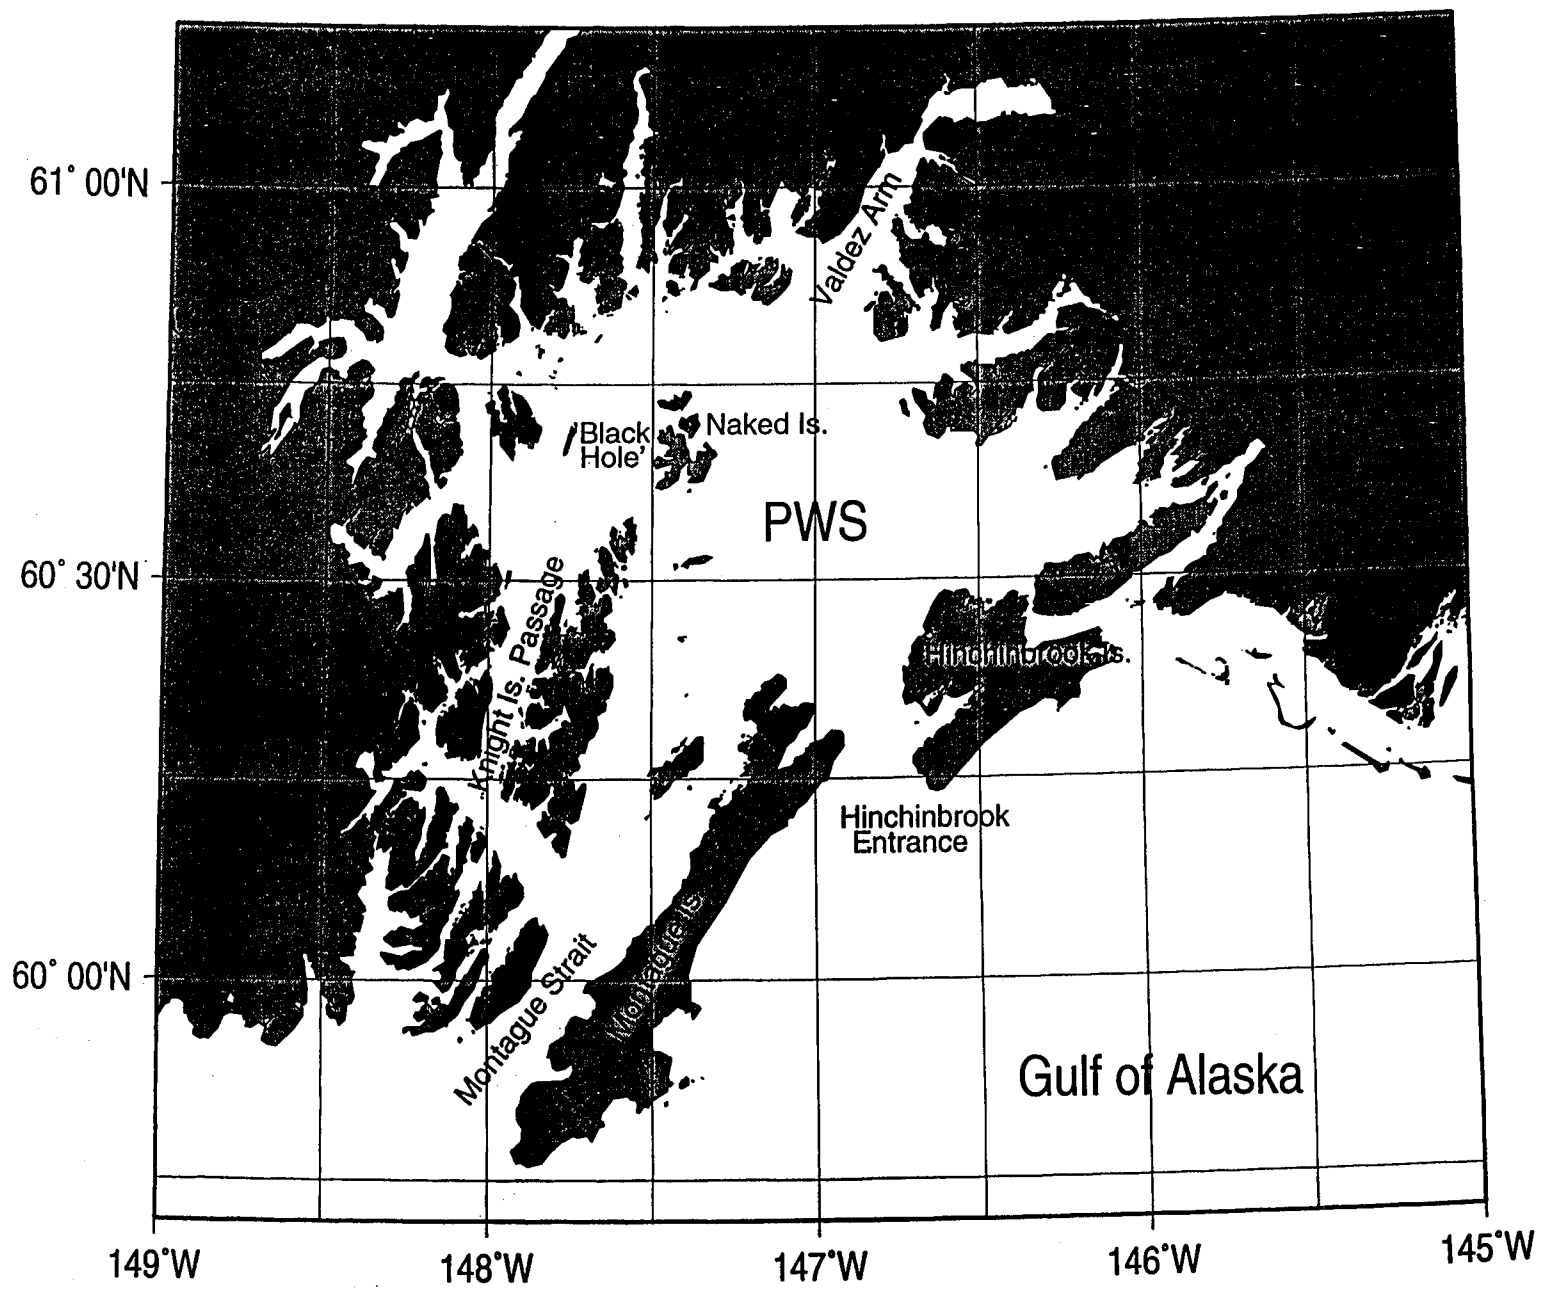 61° 00'N
Valdez Arm
'Black
Hole'
Naked Is.
PWS
60° 30'N
Knight Is. Passage
Hinchinbrook Is.
Hinchinbrook
Entrance
Montague Is.
60° 00'N
Montague Strait
Gulf of Alaska
149°W
148°W
147°W
146°W
145°W